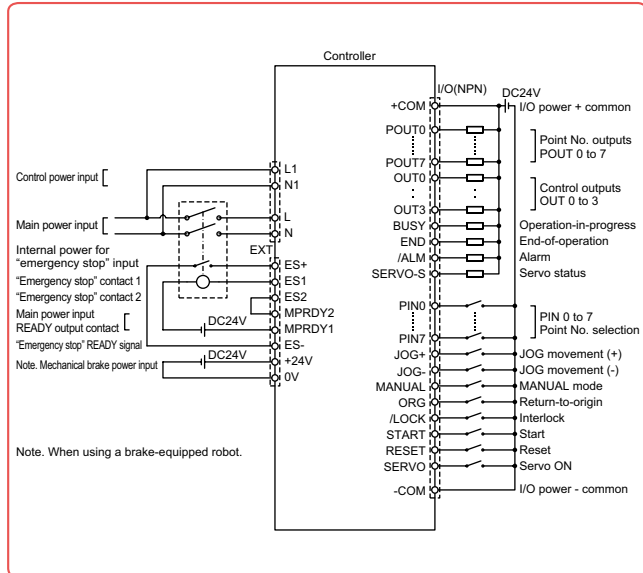 Controller
I/O(NPN)
DC24V
+COM
I/O power + common
POUT0
POUT7
Point No. outputs
POUT 0 to 7
OUT0
OUT3
Control outputs
OUT 0 to 3
BUSY
Operation-in-progress
END
End-of-operation
/ALM
Alarm
SERVO-S
Servo status
PIN0
PIN7
PIN 0 to 7
Point No. selection
JOG+
JOG movement (+)
JOG-
JOG movement (-)
MANUAL
MANUAL mode
ORG
Return-to-origin
/LOCK
Interlock
START
Start
RESET
Reset
SERVO
Servo ON
-COM
I/O power - common
Control power input
L1
N1
Main power input
L
N
EXT
Internal power for
"emergency stop" input
ES+
"Emergency stop" contact 1
ES1
"Emergency stop" contact 2
ES2
Main power input
READY output contact
MPRDY2
DC24V
MPRDY1
"Emergency stop" READY signal
ES-
DC24V
Note. Mechanical brake power input
+24V
0V
Note. When using a brake-equipped robot.